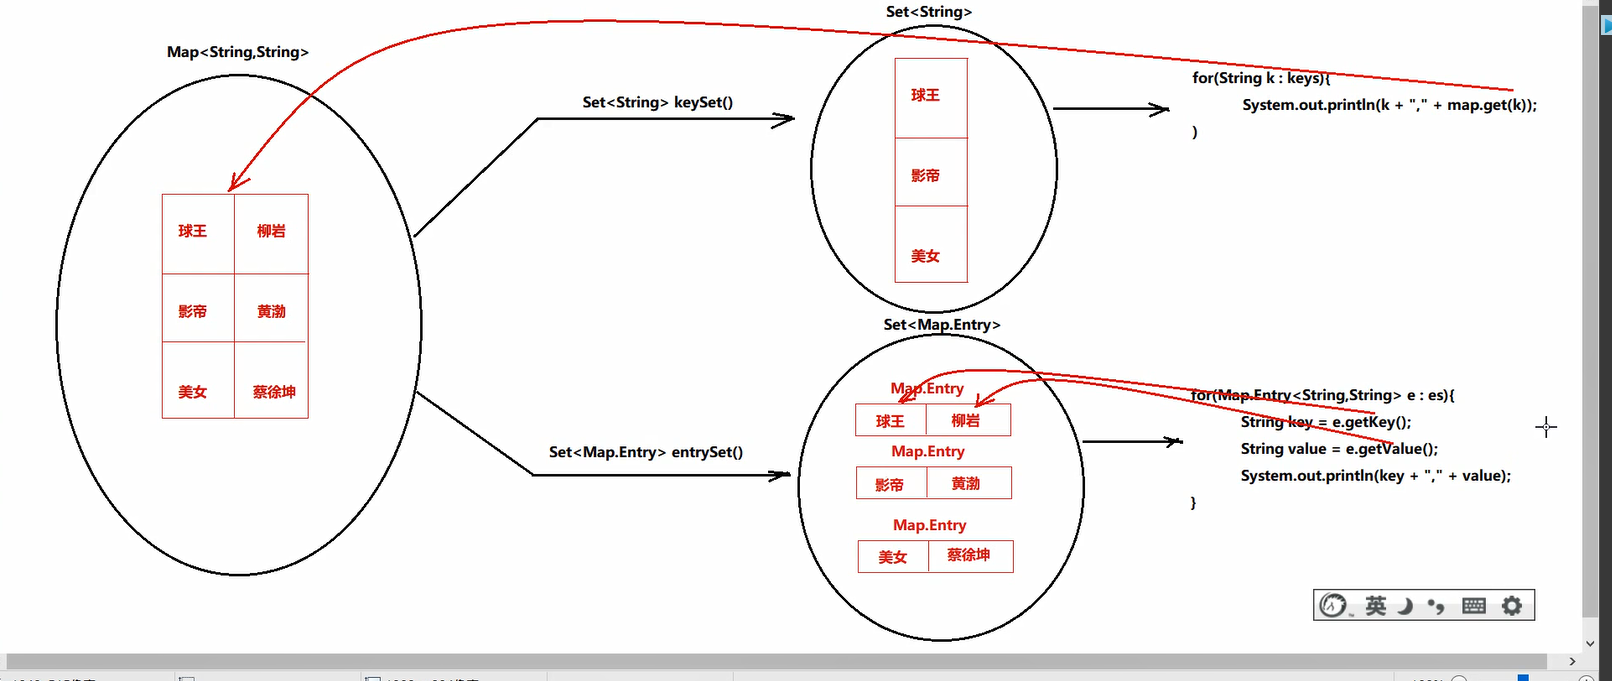 Map<String,String>
球王 柳岩
影帝 黄渤
美女 蔡徐坤
Set<String> keySet()
Set<String>
球王
影帝
美女
for(String k : keys){
System.out.println(k + "," + map.get(k));
)
Set<Map.Entry> entrySet()
Set<Map.Entry>
Map.Entry
球王 柳岩
Map.Entry
影帝 黄渤
Map.Entry
美女 蔡徐坤
for(Map.Entry<String,String> e : es){
String key = e.getKey();
String value = e.getValue();
System.out.println(key + "," + value);
}
英